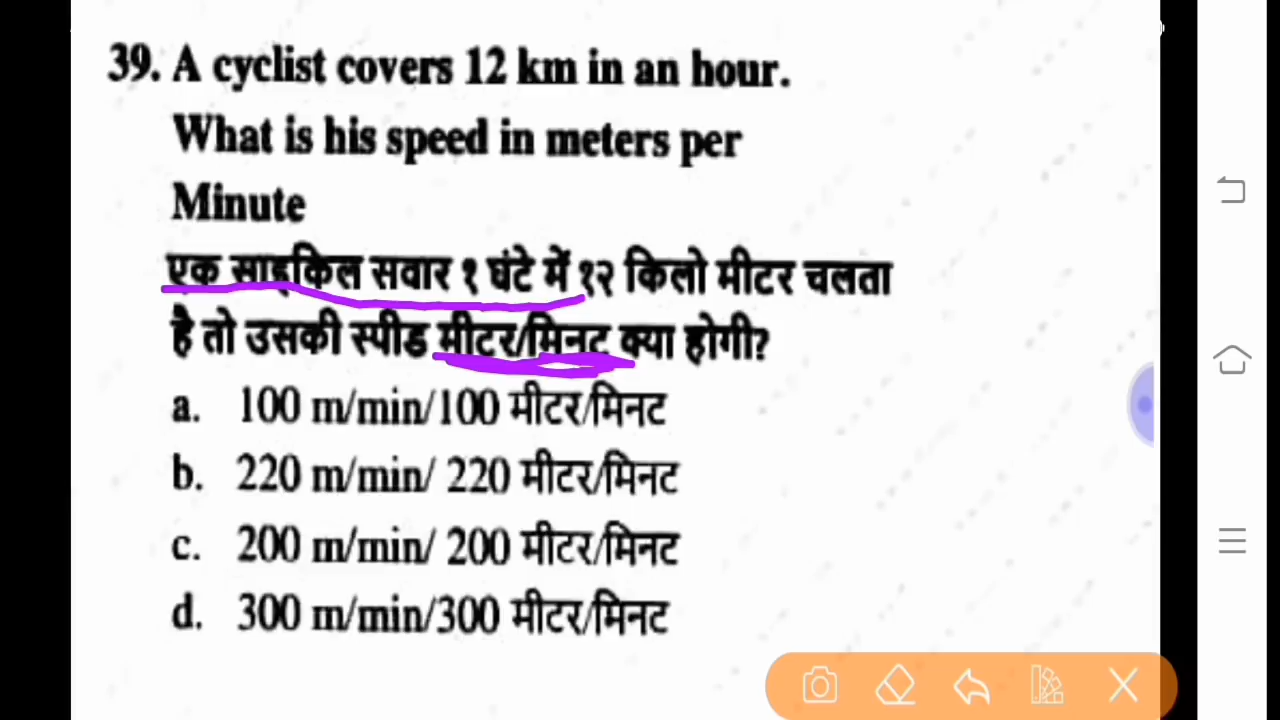 39. A cyclist covers 12 km in an hour.
What is his speed in meters per
Minute
एक साइकिल सवार १ घंटे में १२ किलो मीटर चलता
है तो उसकी स्पीड मीटर/मिनट क्या होगी?
a. 100 m/min/100 मीटर/मिनट
b. 220 m/min/ 220 मीटर/मिनट
c. 200 m/min/ 200 मीटर/मिनट
d. 300 m/min/300 मीटर/मिनट